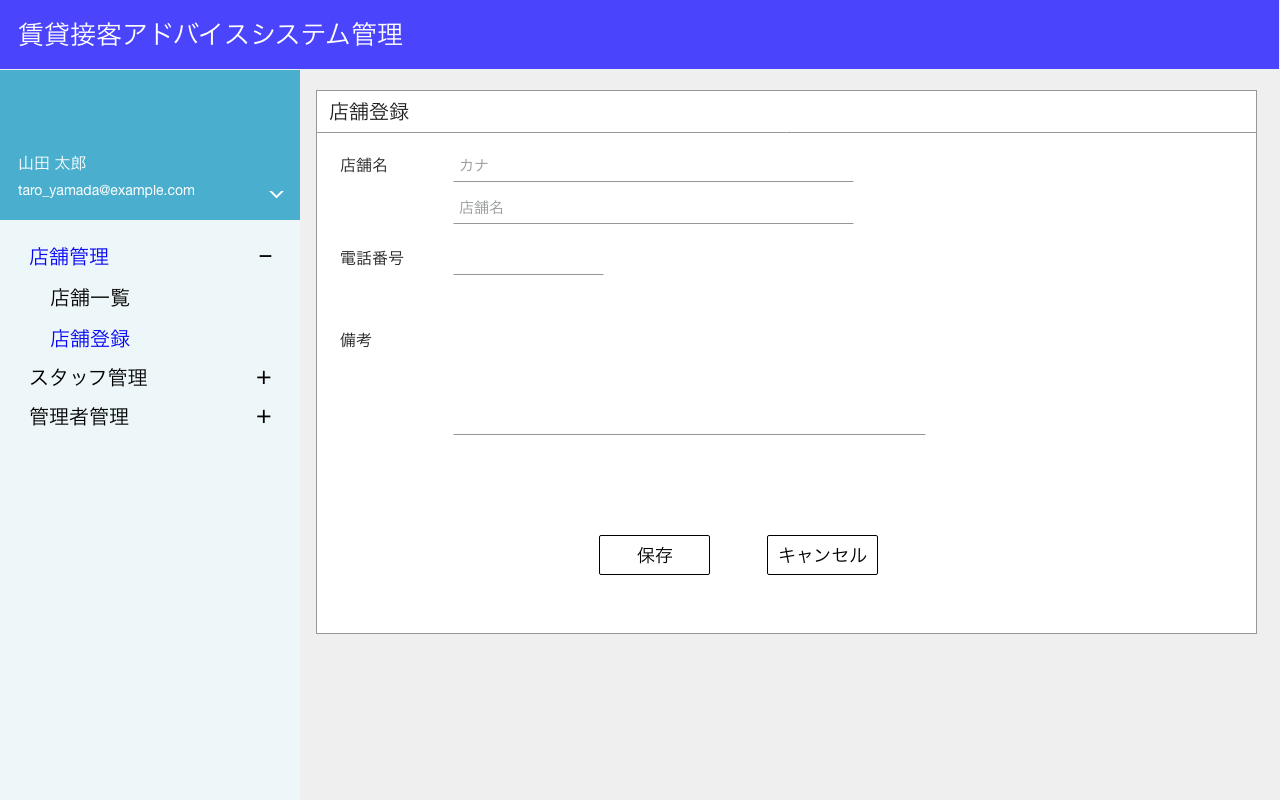 賃貸接客アドバイスシステム管理
山田 太郎
taro_yamada@example.com
店舗管理 −
店舗一覧
店舗登録
スタッフ管理 +
管理者管理 +
店舗登録
店舗名 カナ
店舗名
電話番号
備考
保存 キャンセル